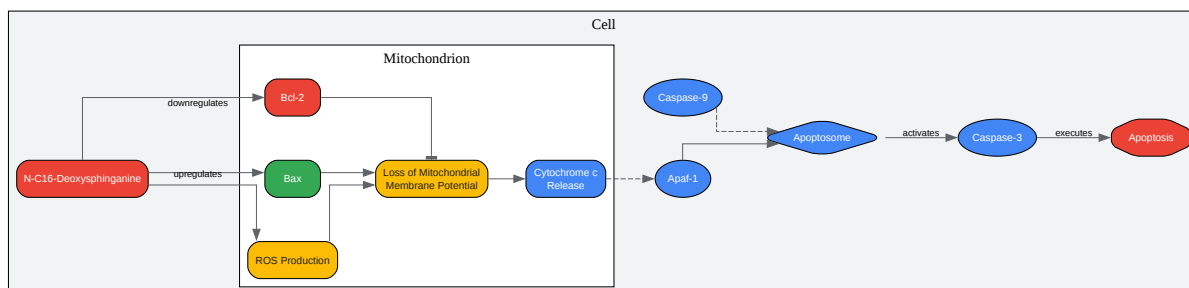 Cell
Mitochondrion
Bcl-2
Caspase-9
downregulates
Apoptosome
activates
Caspase-3
executes
Apoptosis
N-C16-Deoxysphinganine
upregulates
Bax
Loss of Mitochondrial
Membrane Potential
Cytochrome c
Release
Apaf-1
ROS Production